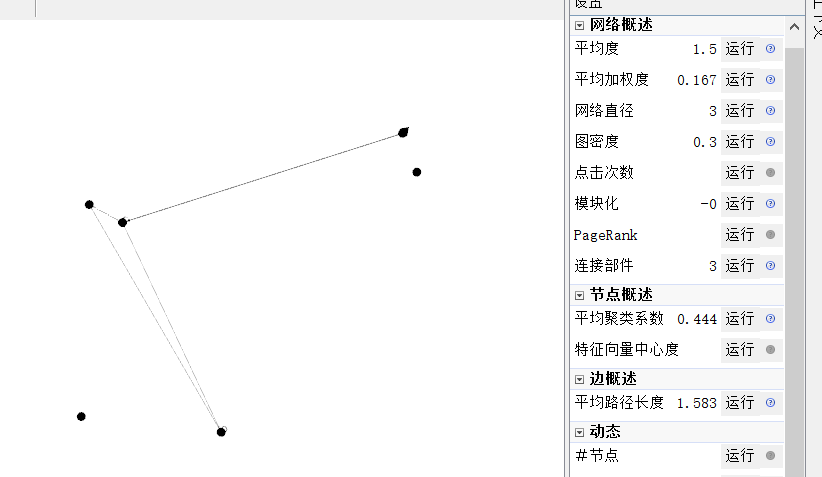 设置
网络概述
平均度 1.5 运行
平均加权度 0.167 运行
网络直径 3 运行
图密度 0.3 运行
点击次数 运行
模块化 -0 运行
PageRank 运行
连接部件 3 运行
节点概述
平均聚类系数 0.444 运行
特征向量中心度 运行
边概述
平均路径长度 1.583 运行
动态
#节点 运行